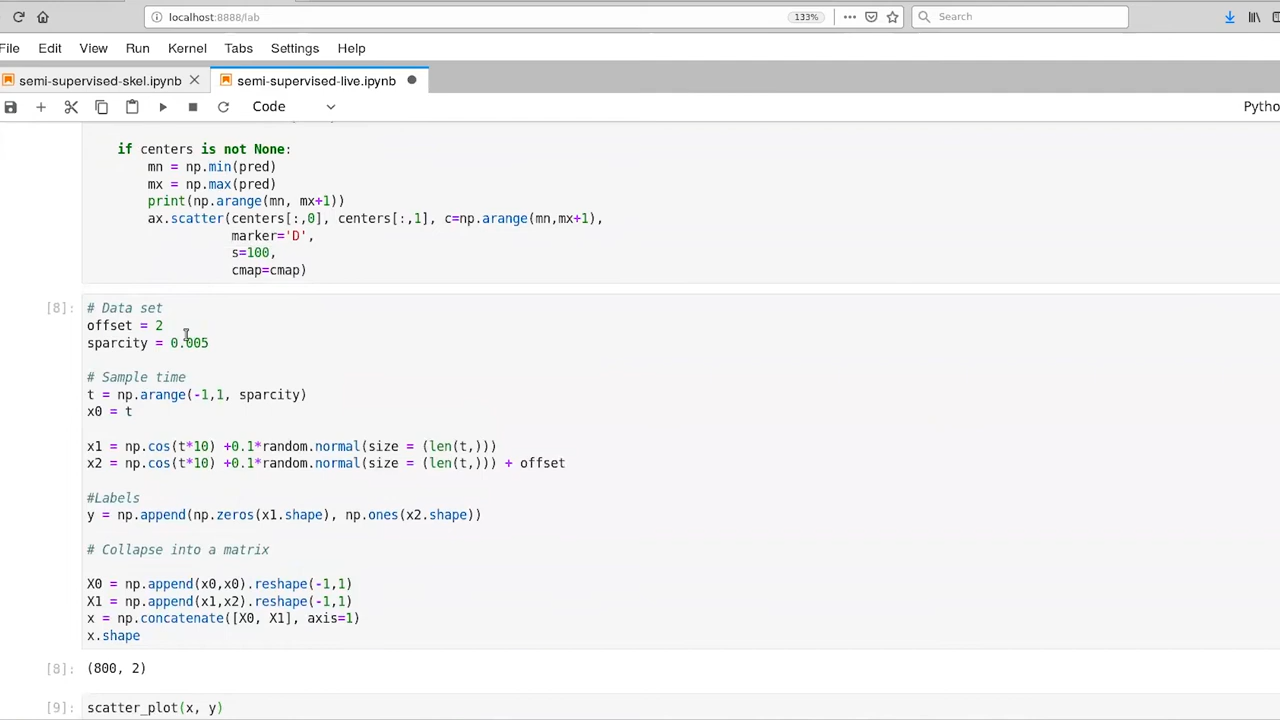 localhost:8888/lab 133% Search
File Edit View Run Kernel Tabs Settings Help
semi-supervised-skel.ipynb semi-supervised-live.ipynb
Code Pytho
if centers is not None:
mn = np.min(pred)
mx = np.max(pred)
print(np.arange(mn, mx+1))
ax.scatter(centers[:,0], centers[:,1], c=np.arange(mn,mx+1),
marker='D',
s=100,
cmap=cmap)
[8]: # Data set
offset = 2
sparcity = 0.005
# Sample time
t = np.arange(-1,1, sparcity)
x0 = t
x1 = np.cos(t*10) +0.1*random.normal(size = (len(t,)))
x2 = np.cos(t*10) +0.1*random.normal(size = (len(t,))) + offset
#Labels
y = np.append(np.zeros(x1.shape), np.ones(x2.shape))
# Collapse into a matrix
X0 = np.append(x0,x0).reshape(-1,1)
X1 = np.append(x1,x2).reshape(-1,1)
x = np.concatenate([X0, X1], axis=1)
x.shape
[8]: (800, 2)
[9]: scatter_plot(x, y)